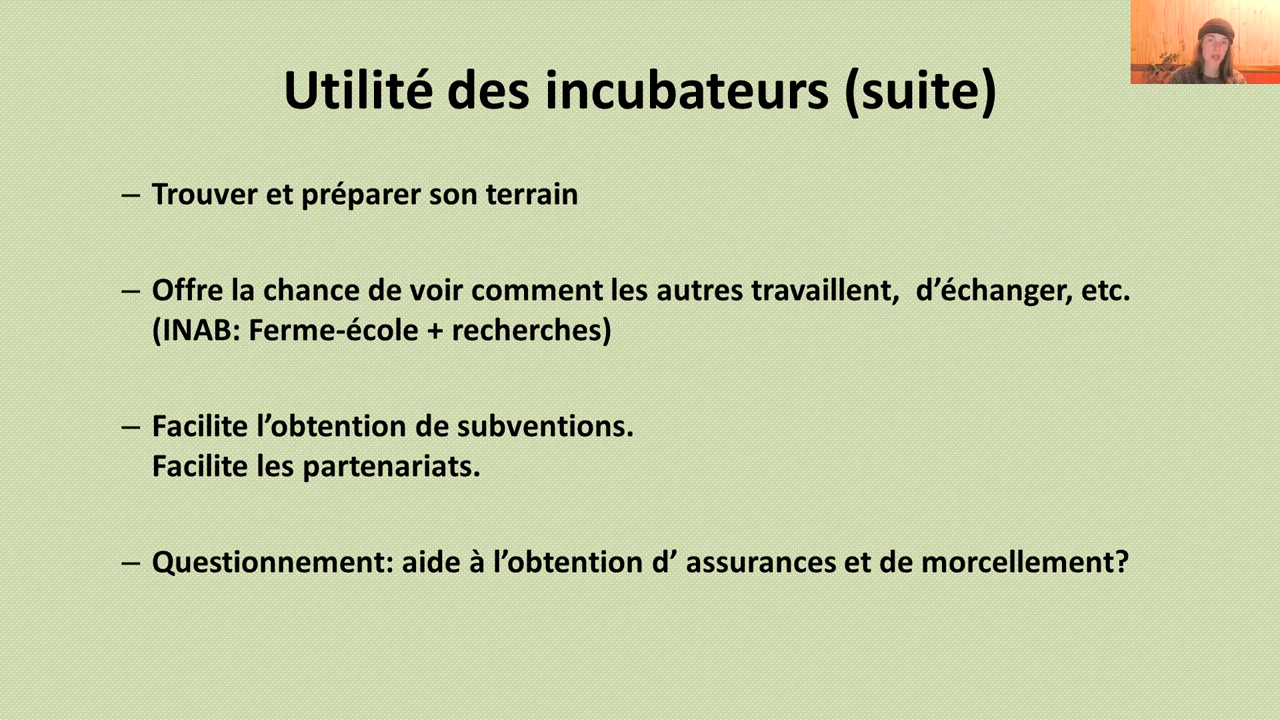 Utilité des incubateurs (suite)
– Trouver et préparer son terrain
– Offre la chance de voir comment les autres travaillent, d’échanger, etc.
(INAB: Ferme-école + recherches)
– Facilite l’obtention de subventions.
Facilite les partenariats.
– Questionnement: aide à l’obtention d’ assurances et de morcellement?